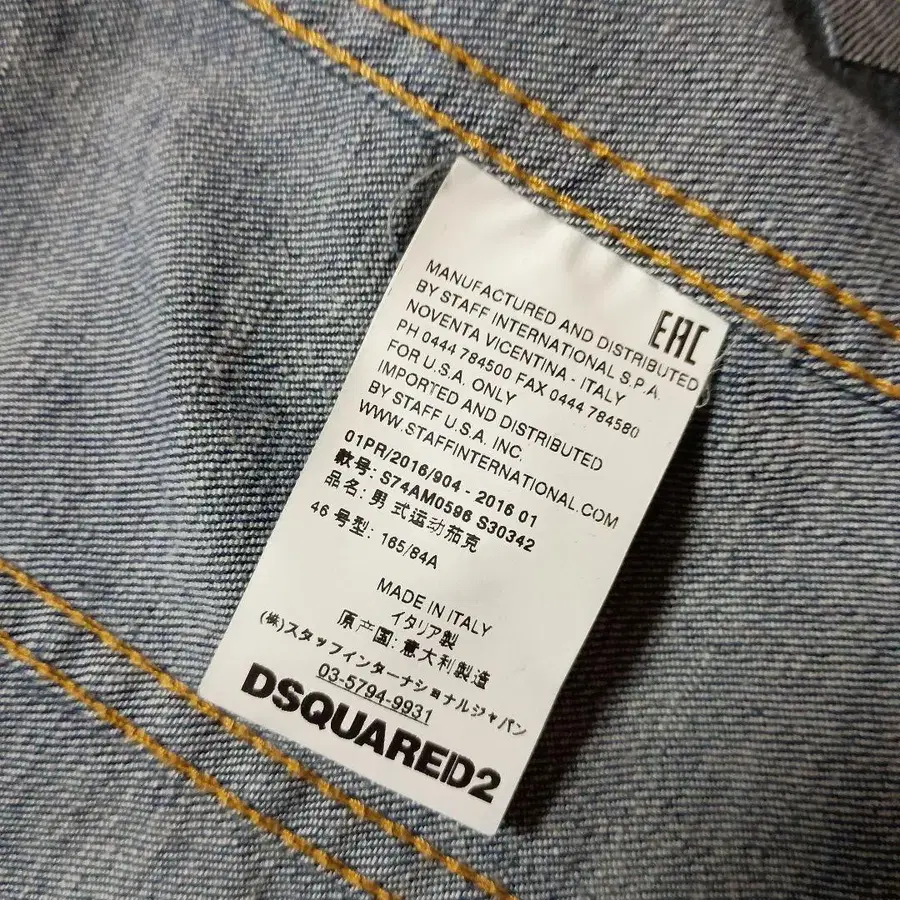 EAC
MANUFACTURED AND DISTRIBUTED
BY STAFF INTERNATIONAL S.P.A.
NOVENTA VICENTINA - ITALY
PH 0444 784500 FAX 0444 784580
FOR U.S.A. ONLY
IMPORTED AND DISTRIBUTED
BY STAFF U.S.A. INC.
WWW.STAFFINTERNATIONAL.COM
01PR/2016/904 - 2016 01
款号: S74AM0596 S30342
品名: 男 式运动茄克
46 号型: 165/84A
MADE IN ITALY
イタリア製
原产国: 意大利製造
(株)スタッフインターナショナルジャパン
03-5794-9931
DSQUARED2